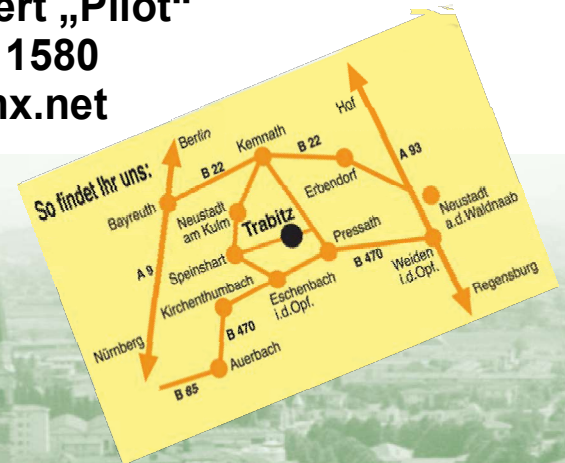 ert „Pilot“
1580
nx.net
So findet Ihr uns:
Berlin
Kemnath
Hof
B 22
B 22
A 93
Bayreuth
Neustadt
am Kulm
Erbendorf
Neustadt
a.d.Waldnaab
Trabitz
Pressath
A 9
Speinshart
B 470
Weiden
i.d.Opf.
Kirchenthumbach
Eschenbach
i.d.Opf.
Regensburg
Nürnberg
B 470
Auerbach
B 85